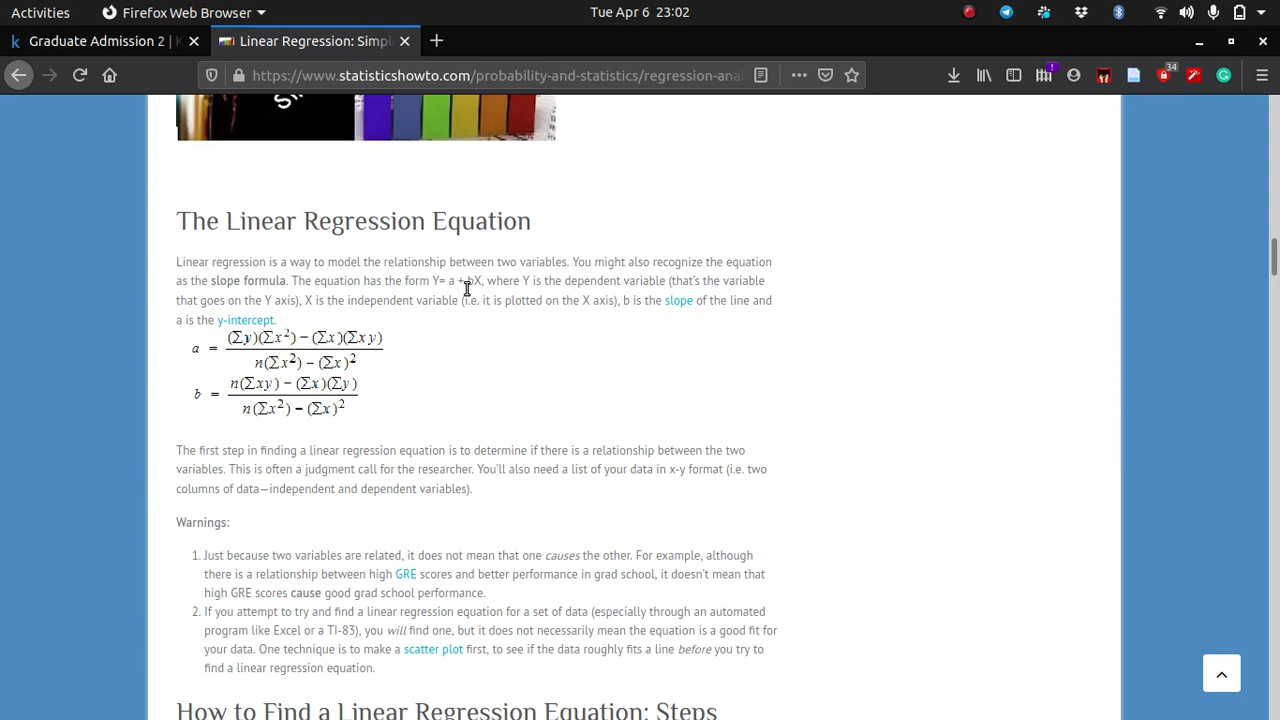 Activities Firefox Web Browser Tue Apr 6 23:02
Graduate Admission 2 | K Linear Regression: Simpl
https://www.statisticshowto.com/probability-and-statistics/regression-ana 34
The Linear Regression Equation
Linear regression is a way to model the relationship between two variables. You might also recognize the equation
as the slope formula. The equation has the form Y= a + bX, where Y is the dependent variable (that's the variable
that goes on the Y axis), X is the independent variable (i.e. it is plotted on the X axis), b is the slope of the line and
a is the y-intercept.
a = (Σy)(Σx²) – (Σx)(Σxy)
n(Σx²) – (Σx)²
b = n(Σxy) – (Σx)(Σy)
n(Σx²) – (Σx)²
The first step in finding a linear regression equation is to determine if there is a relationship between the two
variables. This is often a judgment call for the researcher. You'll also need a list of your data in x-y format (i.e. two
columns of data—independent and dependent variables).
Warnings:
1. Just because two variables are related, it does not mean that one causes the other. For example, although
there is a relationship between high GRE scores and better performance in grad school, it doesn't mean that
high GRE scores cause good grad school performance.
2. If you attempt to try and find a linear regression equation for a set of data (especially through an automated
program like Excel or a TI-83), you will find one, but it does not necessarily mean the equation is a good fit for
your data. One technique is to make a scatter plot first, to see if the data roughly fits a line before you try to
find a linear regression equation.
How to Find a Linear Regression Equation: Steps